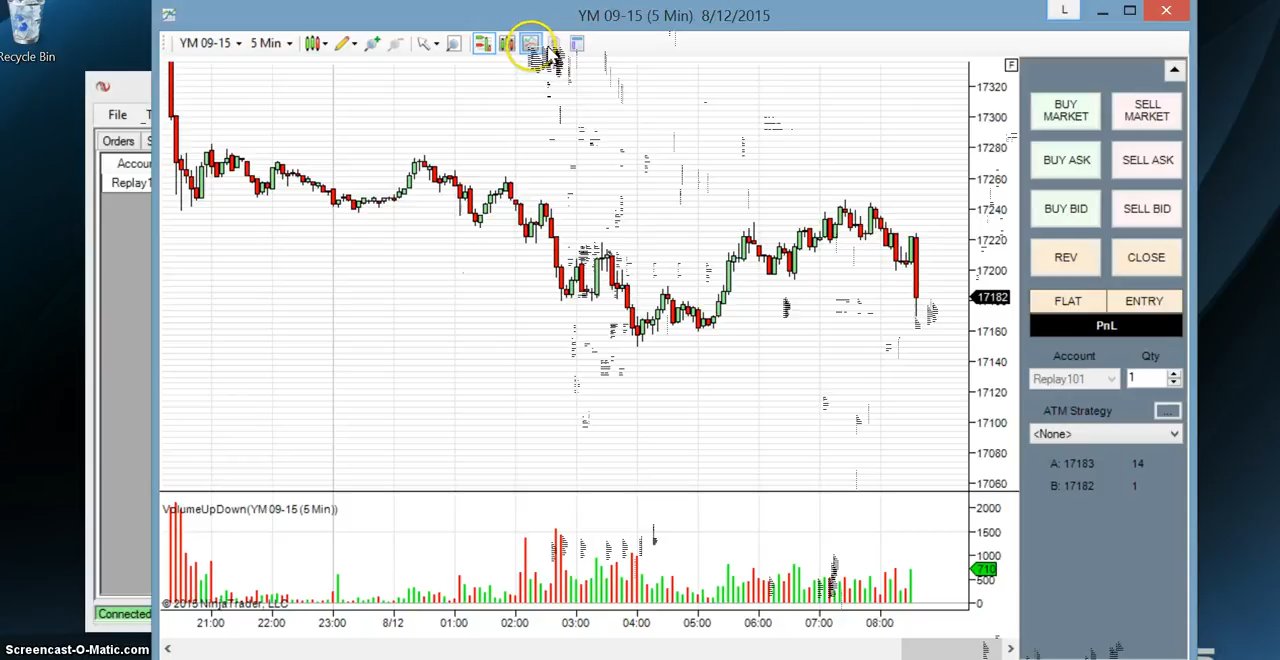 YM 09-15 (5 Min) 8/12/2015
L
Recycle Bin
YM 09-15
5 Min
F
File
Orders
Accou
Replay1
Connected
17320
17300
17280
17260
17240
17220
17200
17182
17160
17140
17120
17100
17080
17060
BUY MARKET
SELL MARKET
BUY ASK
SELL ASK
BUY BID
SELL BID
REV
CLOSE
FLAT
ENTRY
PnL
Account
Qty
Replay101
1
ATM Strategy
...
<None>
A: 17183 14
B: 17182 1
VolumeUpDown(YM 09-15 (5 Min))
2000
1500
1000
710
500
0
© 2015 NinjaTrader, LLC
21:00 22:00 23:00 8/12 01:00 02:00 03:00 04:00 05:00 06:00 07:00 08:00
Screencast-O-Matic.com